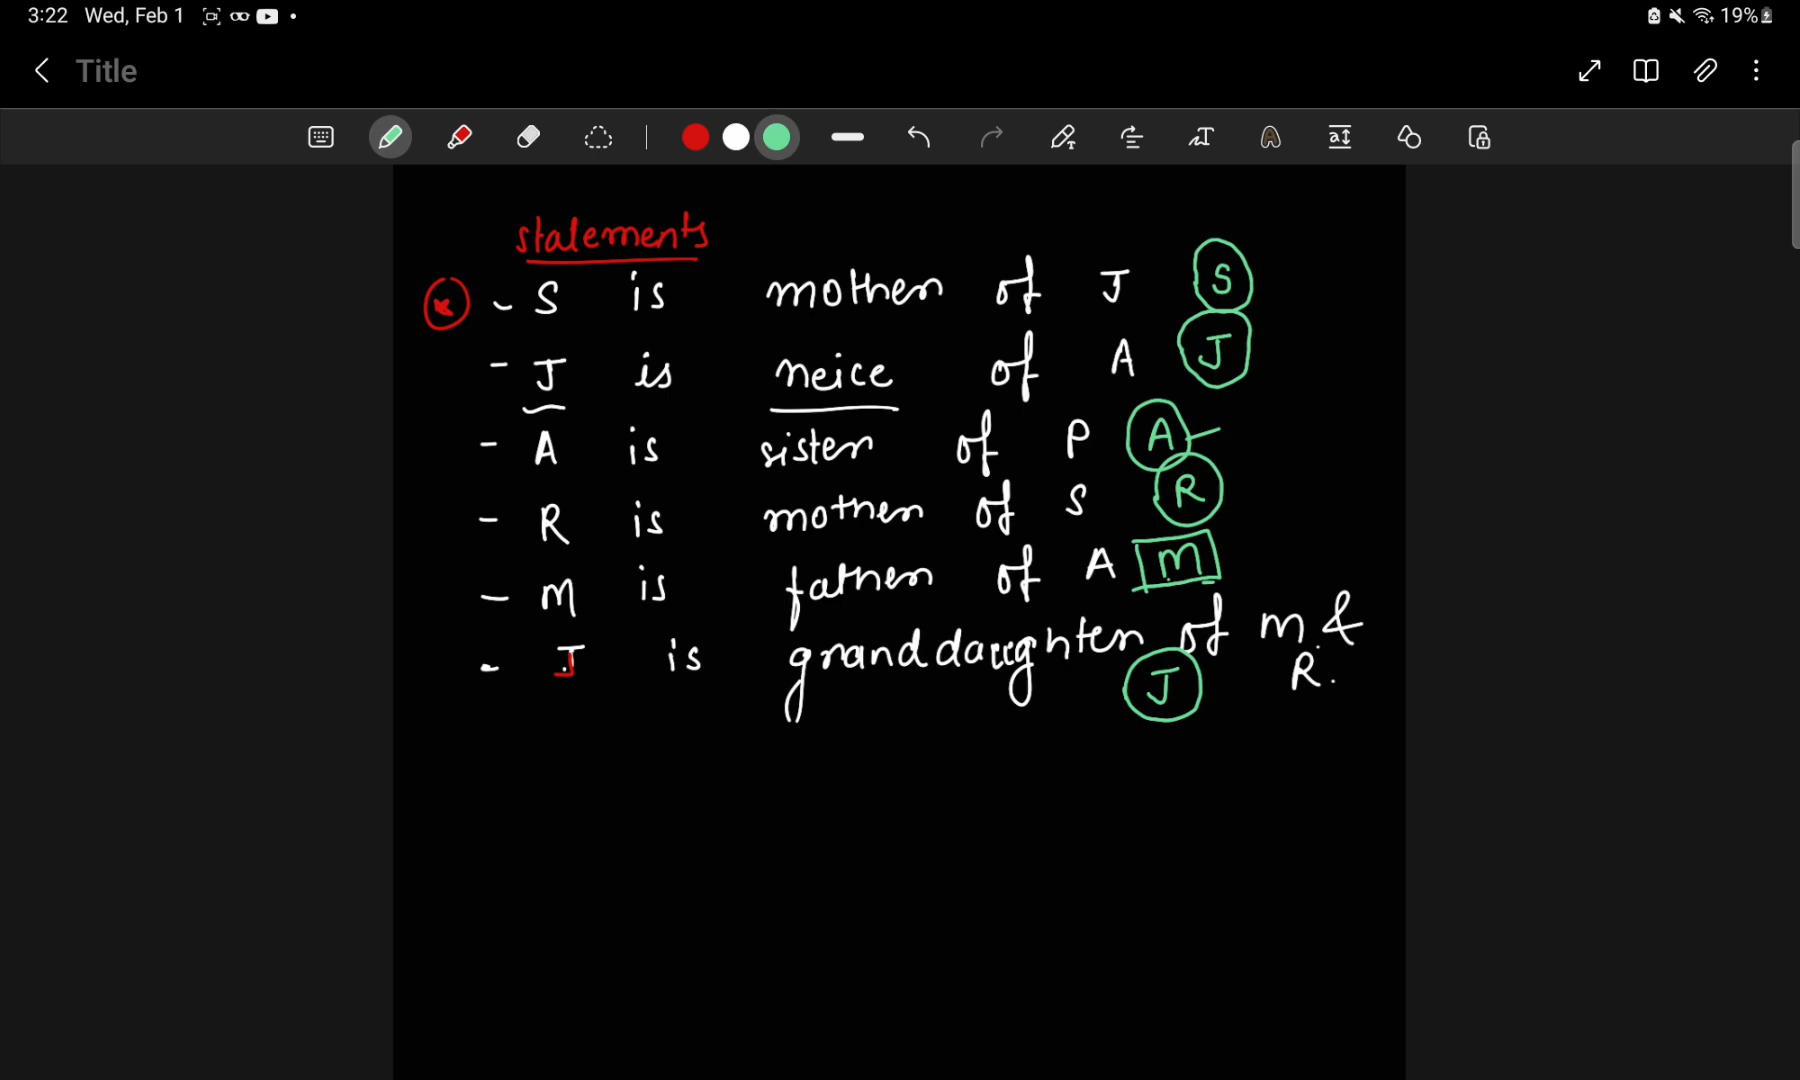 3:22 Wed, Feb 1 19%
Title
statements
- S is mother of J S
- J is neice of A J
- A is sister of P A
- R is mother of S R
- M is father of A M
- J is granddaughter of M &
R.
J